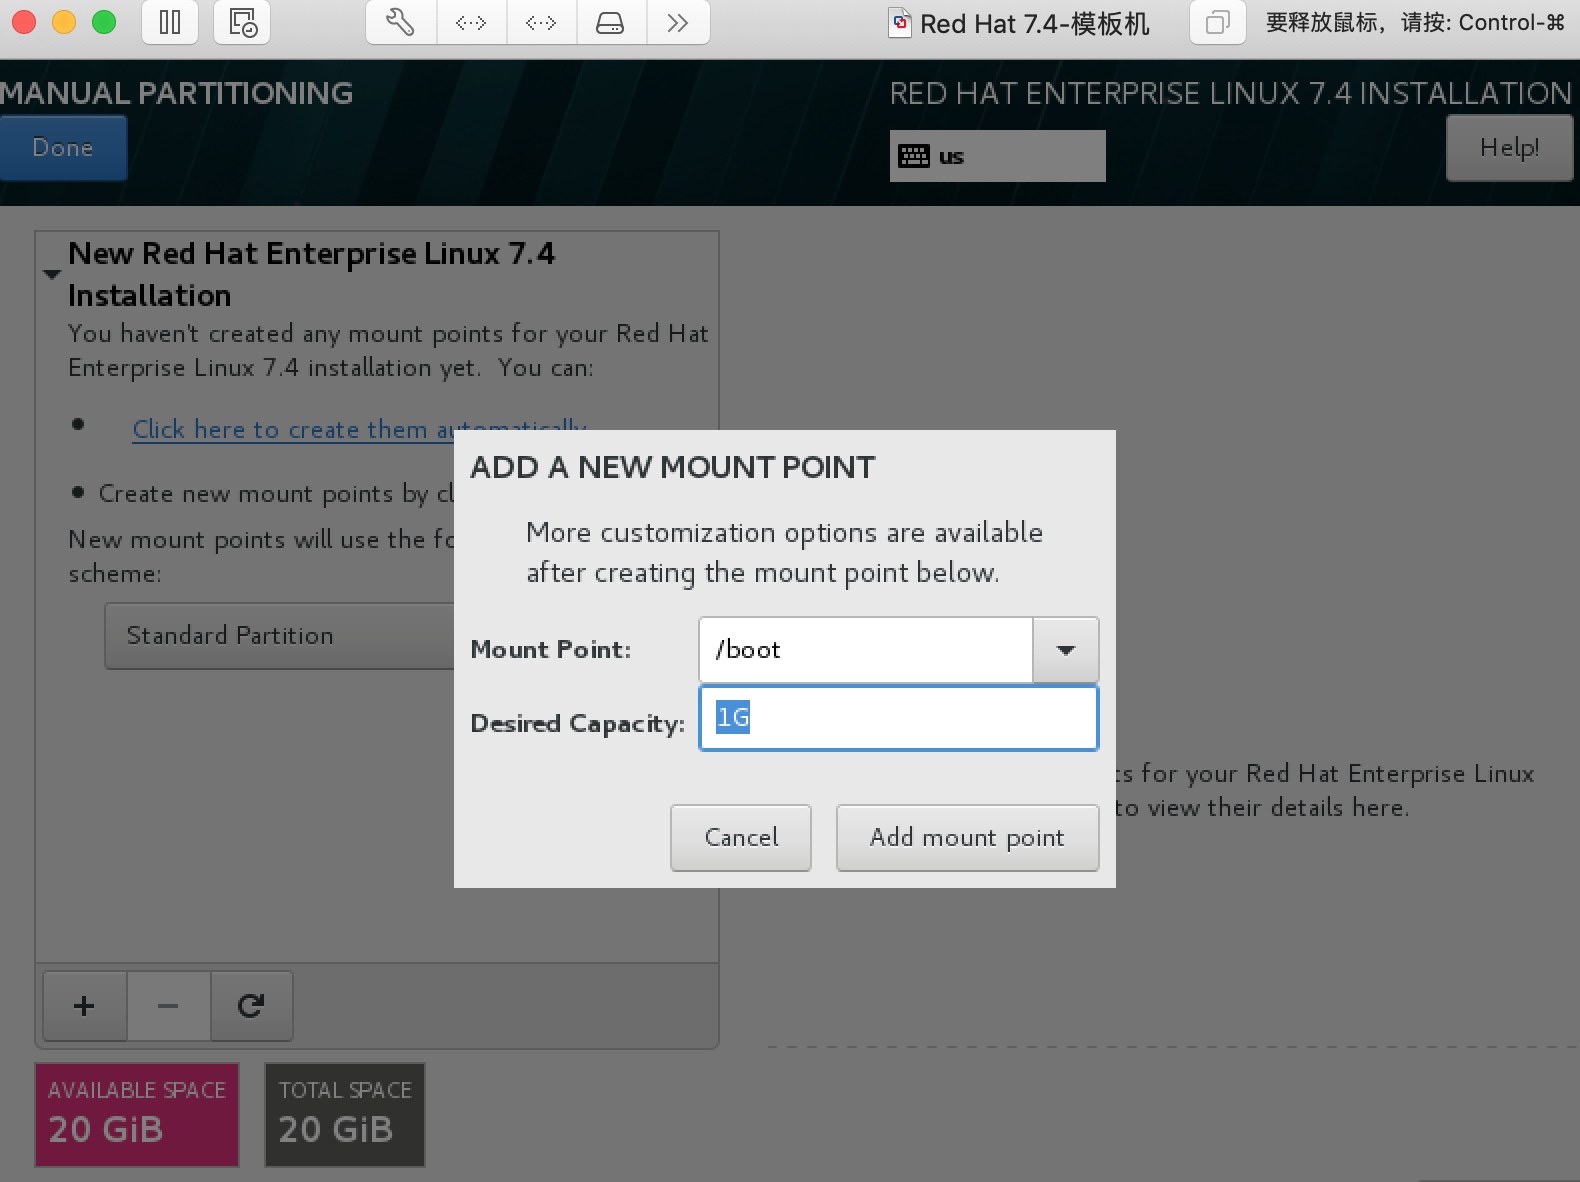 Red Hat 7.4-模板机
要释放鼠标，请按: Control-⌘
MANUAL PARTITIONING
RED HAT ENTERPRISE LINUX 7.4 INSTALLATION
Done
us
Help!
New Red Hat Enterprise Linux 7.4
Installation
You haven't created any mount points for your Red Hat
Enterprise Linux 7.4 installation yet. You can:
Click here to create them automatically
Create new mount points by cl
New mount points will use the fo
scheme:
Standard Partition
ADD A NEW MOUNT POINT
More customization options are available
after creating the mount point below.
Mount Point:
/boot
Desired Capacity:
1G
Cancel
Add mount point
ts for your Red Hat Enterprise Linux
to view their details here.
AVAILABLE SPACE
20 GiB
TOTAL SPACE
20 GiB